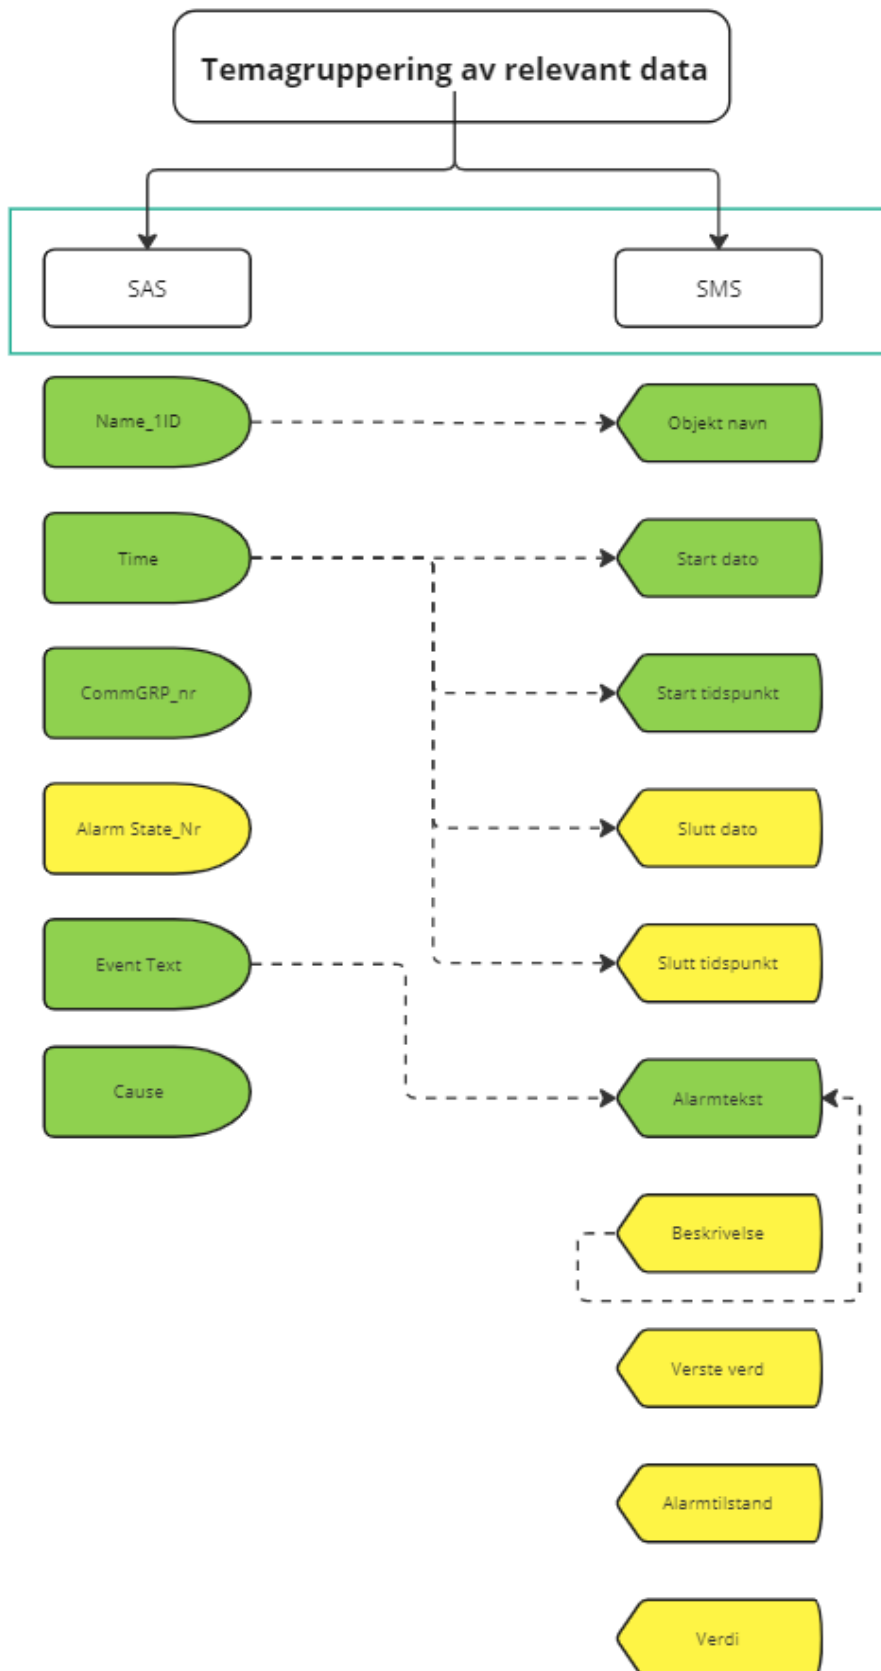 Temagruppering av relevant data
SAS
SMS
Name_1ID
Objekt navn
Time
Start dato
CommGRP_nr
Start tidspunkt
Alarm State_Nr
Slutt dato
Event Text
Slutt tidspunkt
Cause
Alarmtekst
Beskrivelse
Verste verd
Alarmtilstand
Verdi